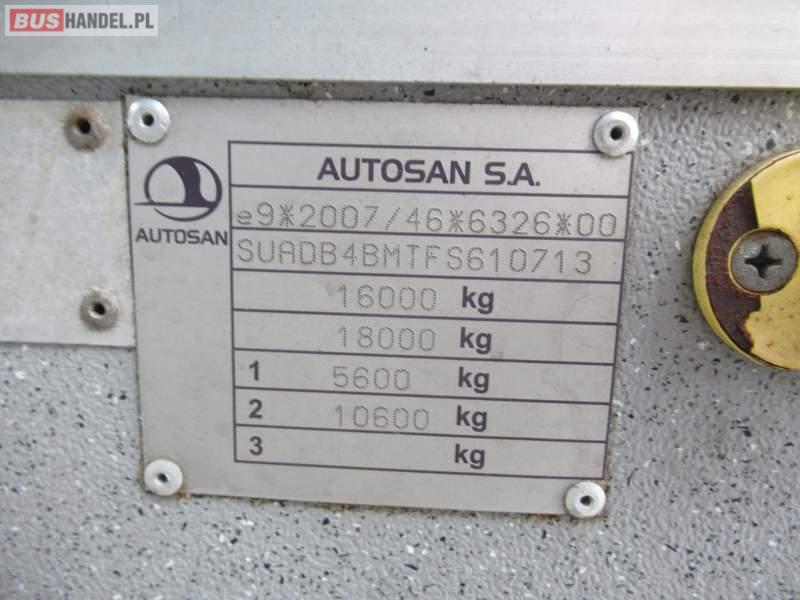 BUSHANDEL.PL
AUTOSAN
AUTOSAN S.A.
e9*2007/46*6326*00
SUADB4BMTFS610713
16000 kg
18000 kg
1 5600 kg
2 10600 kg
3 kg